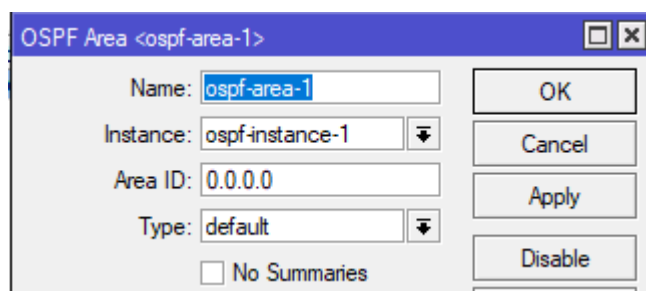 OSPF Area <ospf-area-1>
Name: ospf-area-1
OK
Instance: ospf-instance-1
Cancel
Area ID: 0.0.0.0
Apply
Type: default
Disable
No Summaries